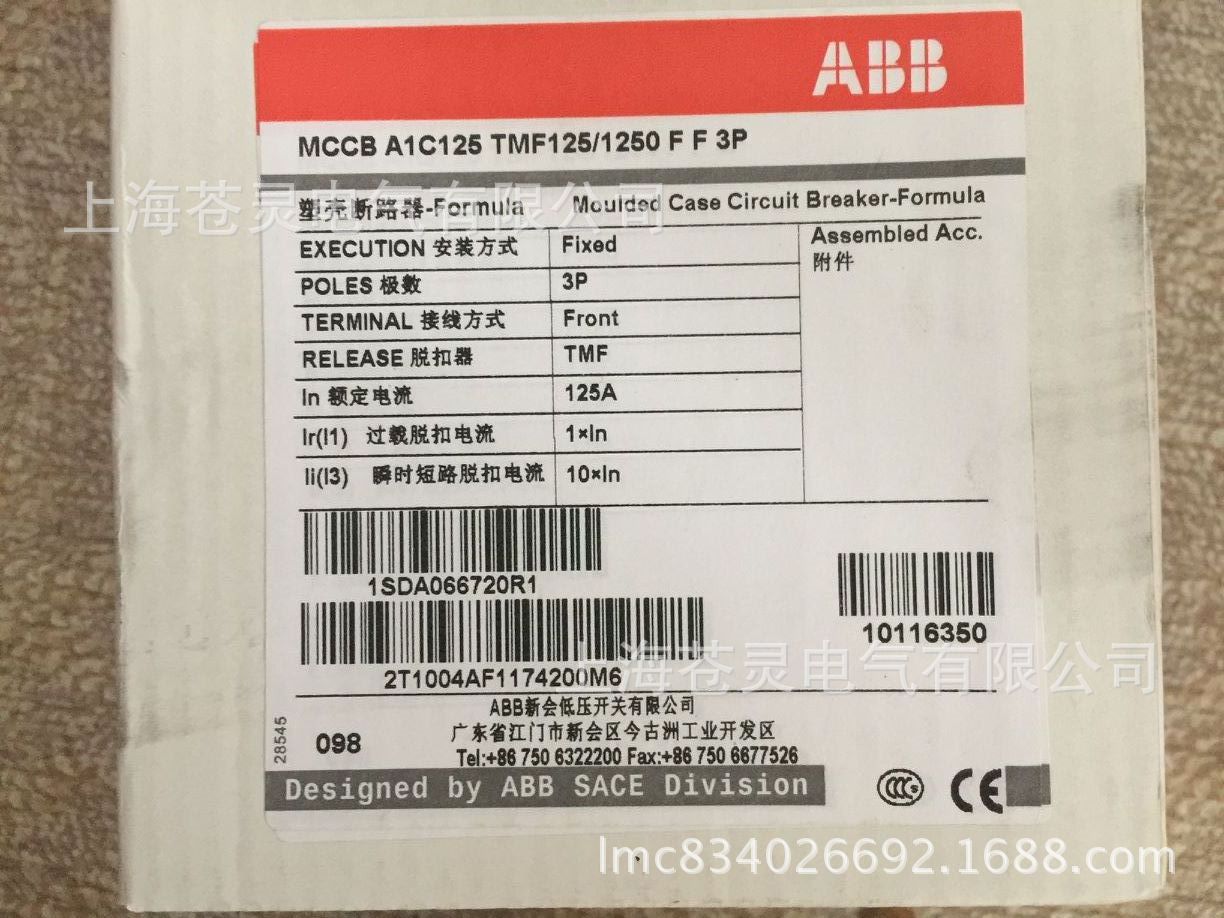 ABB
MCCB A1C125 TMF125/1250 F F 3P
上海苍灵电气有限公司
塑壳断路器-Formula Moulded Case Circuit Breaker-Formula
EXECUTION 安装方式 Fixed Assembled Acc.
附件
POLES 极数 3P
TERMINAL 接线方式 Front
RELEASE 脱扣器 TMF
In 额定电流 125A
Ir(I1) 过载脱扣电流 1×In
Ii(I3) 瞬时短路脱扣电流 10×In
1SDA066720R1
10116350
上海苍灵电气有限公司
2T1004AF1174200M6
ABB新会低压开关有限公司
广东省江门市新会区今古洲工业开发区
28545
098
Tel:+86 750 6322200 Fax:+86 750 6677526
Designed by ABB SACE Division
CCC CE
lmc834026692.1688.com